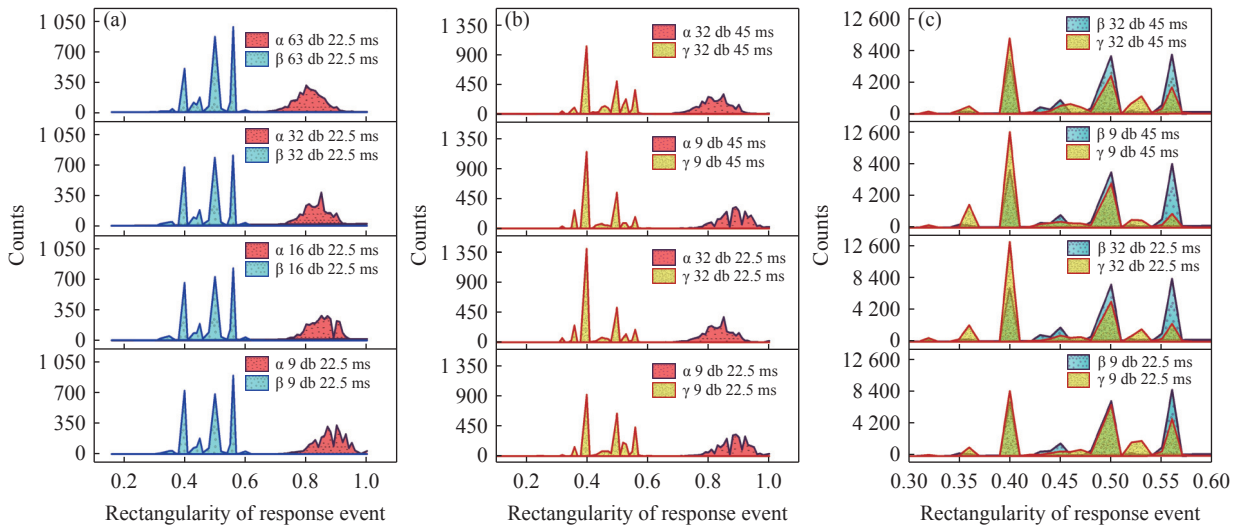 (a)
1 050
700
350
0
α 63 db 22.5 ms
β 63 db 22.5 ms
1 050
700
350
0
α 32 db 22.5 ms
β 32 db 22.5 ms
1 050
700
350
0
α 16 db 22.5 ms
β 16 db 22.5 ms
1 050
700
350
0
α 9 db 22.5 ms
β 9 db 22.5 ms
Counts
0.2 0.4 0.6 0.8 1.0
Rectangularity of response event
(b)
1 350
900
450
0
α 32 db 45 ms
γ 32 db 45 ms
1 350
900
450
0
α 9 db 45 ms
γ 9 db 45 ms
1 350
900
450
0
α 32 db 22.5 ms
γ 32 db 22.5 ms
1 350
900
450
0
α 9 db 22.5 ms
γ 9 db 22.5 ms
Counts
0.2 0.4 0.6 0.8 1.0
Rectangularity of response event
(c)
12 600
8 400
4 200
0
β 32 db 45 ms
γ 32 db 45 ms
12 600
8 400
4 200
0
β 9 db 45 ms
γ 9 db 45 ms
12 600
8 400
4 200
0
β 32 db 22.5 ms
γ 32 db 22.5 ms
12 600
8 400
4 200
0
β 9 db 22.5 ms
γ 9 db 22.5 ms
Counts
0.30 0.35 0.40 0.45 0.50 0.55 0.60
Rectangularity of response event